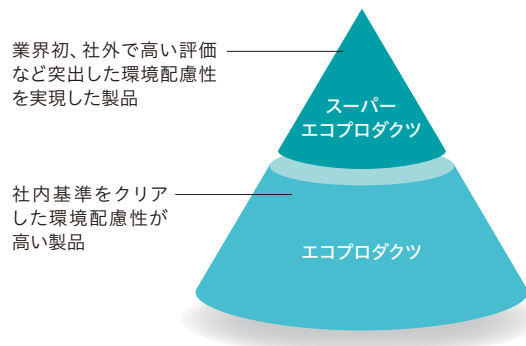 業界初、社外で高い評価
など突出した環境配慮性
を実現した製品
スーパー
エコプロダクツ
社内基準をクリア
した環境配慮性が
高い製品
エコプロダクツ